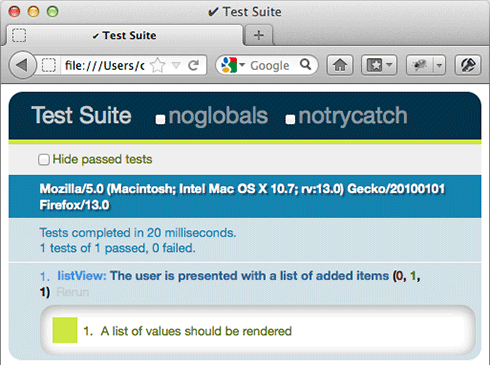 ✔ Test Suite
✔ Test Suite
file:///Users/c
Google
Test Suite noglobals notrycatch
Hide passed tests
Mozilla/5.0 (Macintosh; Intel Mac OS X 10.7; rv:13.0) Gecko/20100101
Firefox/13.0
Tests completed in 20 milliseconds.
1 tests of 1 passed, 0 failed.
1. listView: The user is presented with a list of added items (0, 1,
1) Rerun
1. A list of values should be rendered